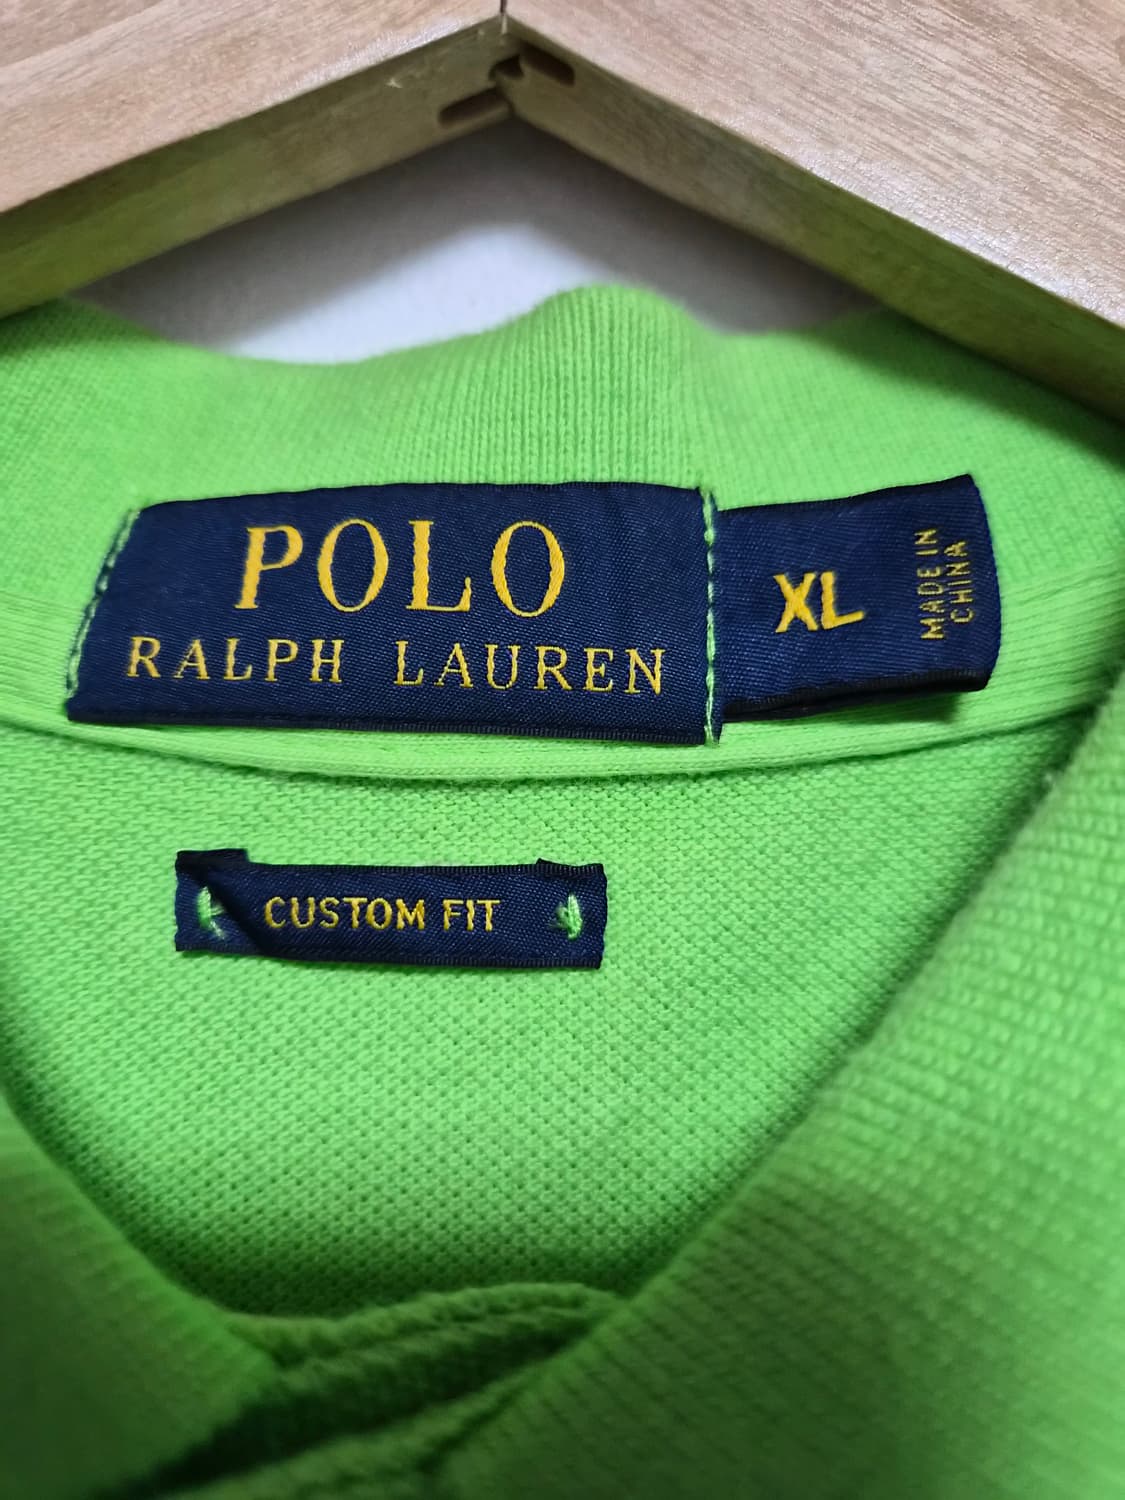 POLO
RALPH LAUREN
XL
MADE IN
CHINA
CUSTOM FIT